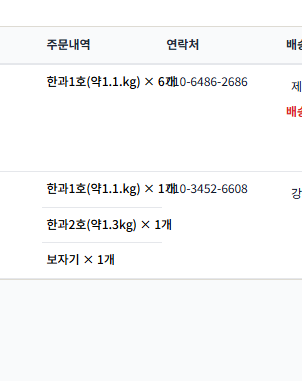 주문내역 연락처 배송
한과1호(약1.1.kg) × 6개 010-6486-2686 제
배송
한과1호(약1.1.kg) × 1개 010-3452-6608 강
한과2호(약1.3kg) × 1개
보자기 × 1개